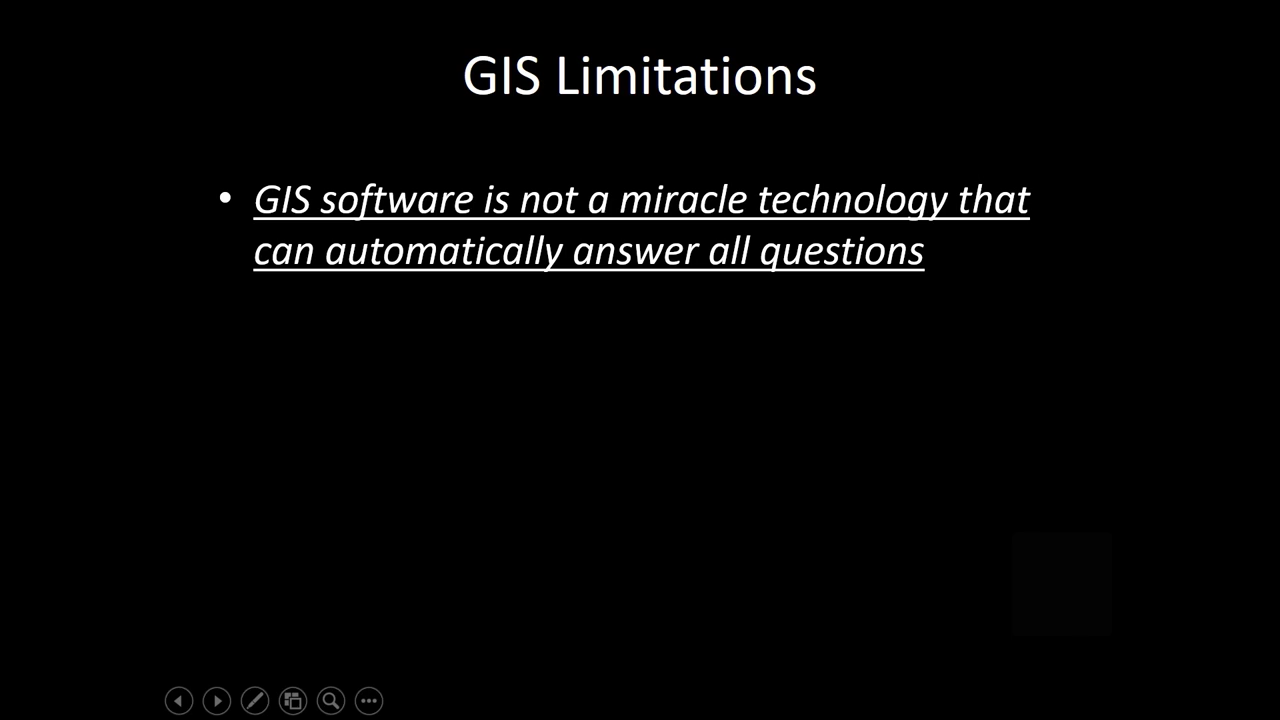 GIS Limitations
• GIS software is not a miracle technology that
can automatically answer all questions